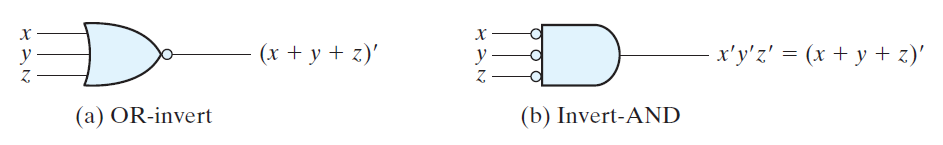 x
y
z
(x + y + z)'
(a) OR-invert
x
y
z
x'y'z' = (x + y + z)'
(b) Invert-AND